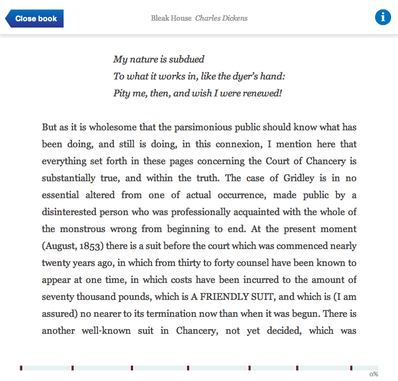 Close book
Bleak House Charles Dickens
i
My nature is subdued
To what it works in, like the dyer's hand:
Pity me, then, and wish I were renewed!
But as it is wholesome that the parsimonious public should know what has
been doing, and still is doing, in this connexion, I mention here that
everything set forth in these pages concerning the Court of Chancery is
substantially true, and within the truth. The case of Gridley is in no
essential altered from one of actual occurrence, made public by a
disinterested person who was professionally acquainted with the whole of
the monstrous wrong from beginning to end. At the present moment
(August, 1853) there is a suit before the court which was commenced nearly
twenty years ago, in which from thirty to forty counsel have been known to
appear at one time, in which costs have been incurred to the amount of
seventy thousand pounds, which is A FRIENDLY SUIT, and which is (I am
assured) no nearer to its termination now than when it was begun. There is
another well-known suit in Chancery, not yet decided, which was
0%